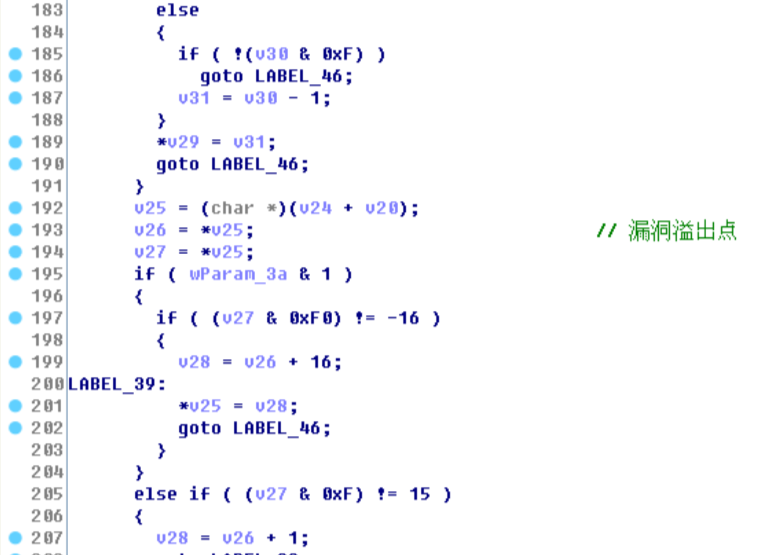 183 else
184 {
185 if ( !(v30 & 0xF) )
186 goto LABEL_46;
187 v31 = v30 - 1;
188 }
189 *v29 = v31;
190 goto LABEL_46;
191 }
192 v25 = (char *)(v24 + v20);
193 v26 = *v25; // 漏洞溢出点
194 v27 = *v25;
195 if ( wParam_3a & 1 )
196 {
197 if ( (v27 & 0xF0) != -16 )
198 {
199 v28 = v26 + 16;
200 LABEL_39:
201 *v25 = v28;
202 goto LABEL_46;
203 }
204 }
205 else if ( (v27 & 0xF) != 15 )
206 {
207 v28 = v26 + 1;